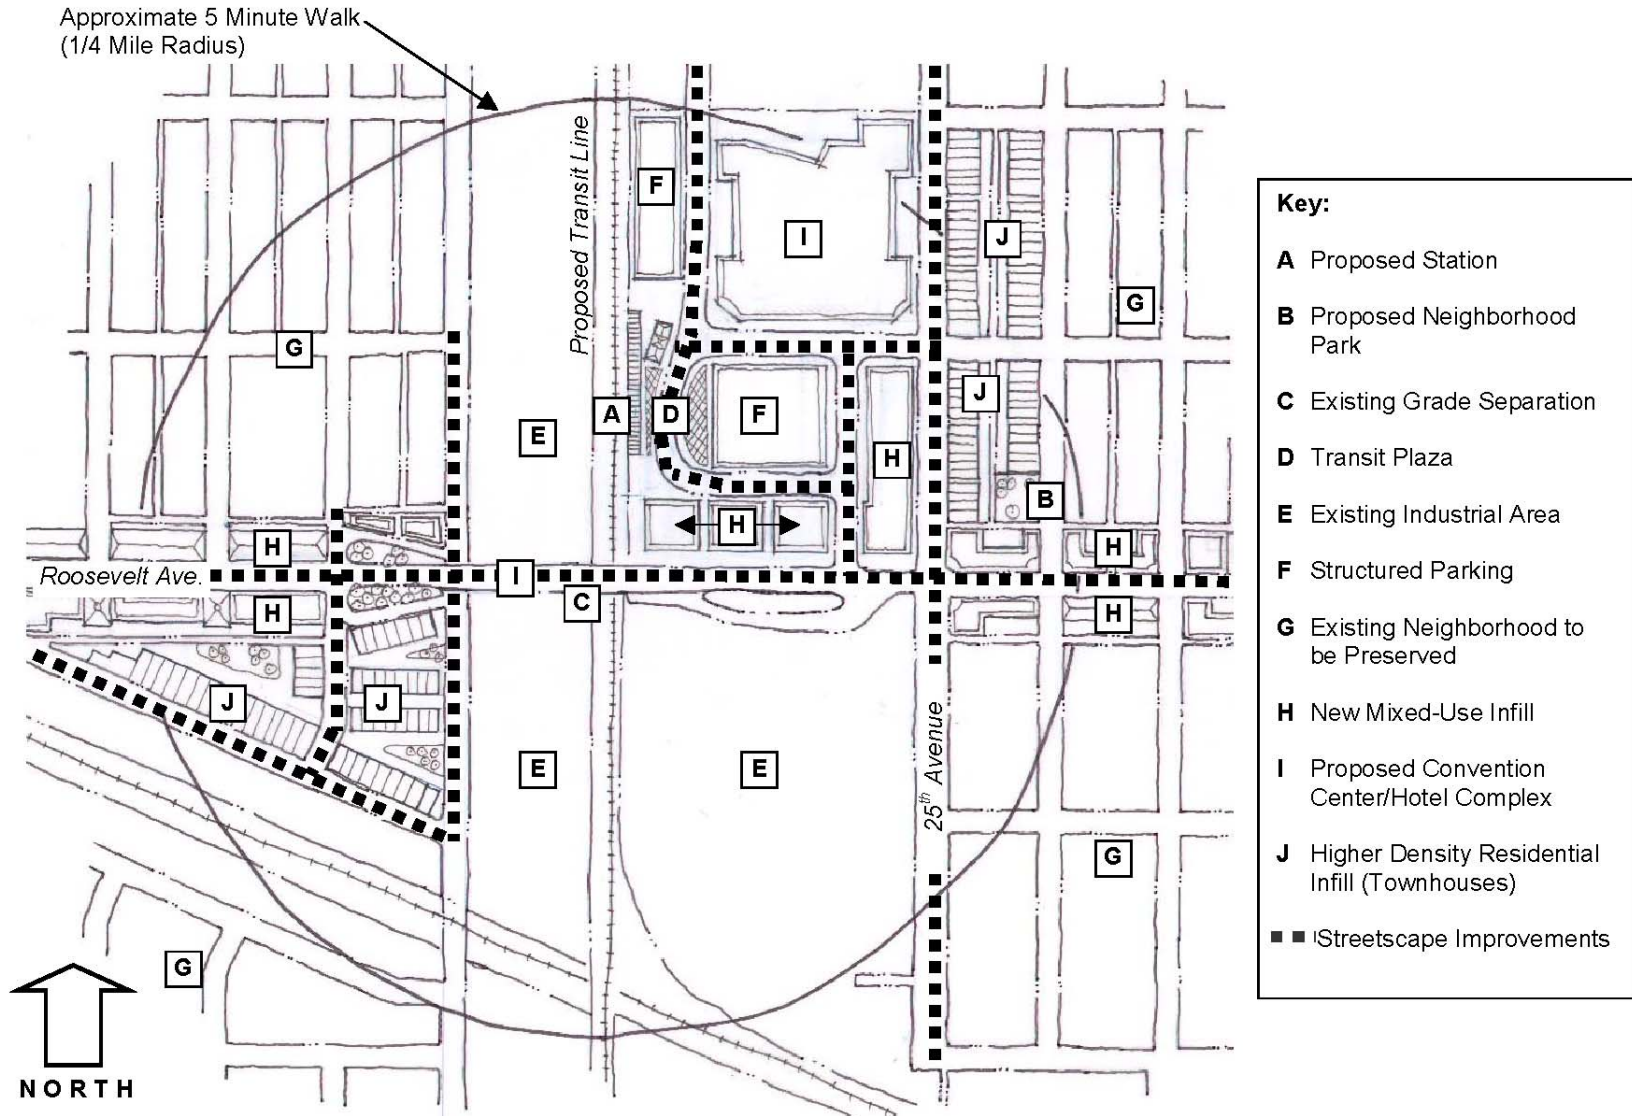 Approximate 5 Minute Walk
(1/4 Mile Radius)
Proposed Transit Line
F
I
J
G
G
J
A
D
F
E
H
B
H
H
H
Roosevelt Ave.
I
C
H
H
J
J
E
E
25th Avenue
G
G
NORTH
Key:
A Proposed Station
B Proposed Neighborhood
Park
C Existing Grade Separation
D Transit Plaza
E Existing Industrial Area
F Structured Parking
G Existing Neighborhood to
be Preserved
H New Mixed-Use Infill
I Proposed Convention
Center/Hotel Complex
J Higher Density Residential
Infill (Townhouses)
Streetscape Improvements